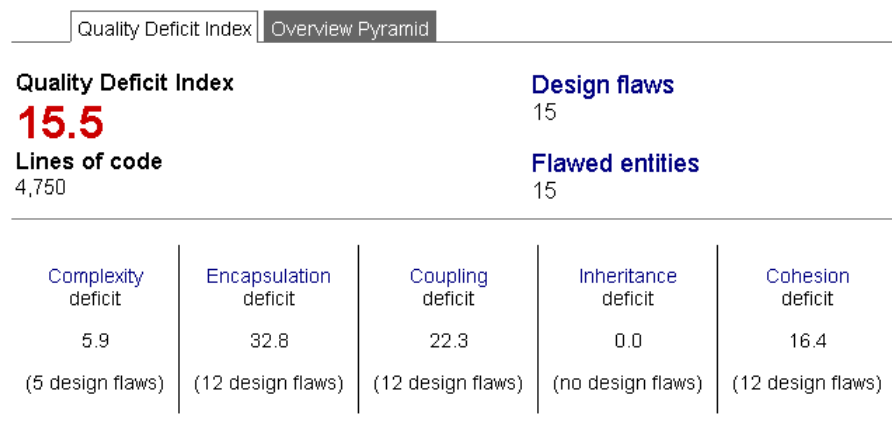 Quality Deficit Index Overview Pyramid
Quality Deficit Index
15.5
Lines of code
4,750
Design flaws
15
Flawed entities
15
Complexity
deficit
5.9
(5 design flaws)
Encapsulation
deficit
32.8
(12 design flaws)
Coupling
deficit
22.3
(12 design flaws)
Inheritance
deficit
0.0
(no design flaws)
Cohesion
deficit
16.4
(12 design flaws)